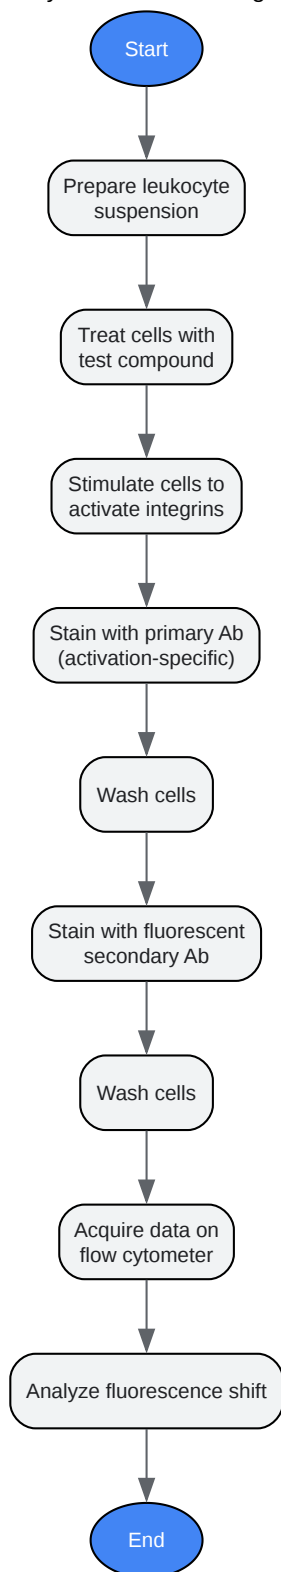 Start
Prepare leukocyte
suspension
Treat cells with
test compound
Stimulate cells to
activate integrins
Stain with primary Ab
(activation-specific)
Wash cells
Stain with fluorescent
secondary Ab
Wash cells
Acquire data on
flow cytometer
Analyze fluorescence shift
End